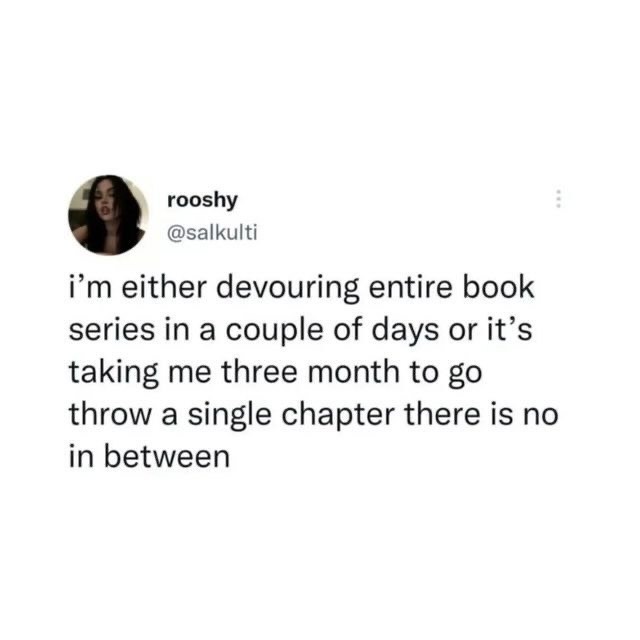 rooshy
@salkulti
i’m either devouring entire book
series in a couple of days or it’s
taking me three month to go
throw a single chapter there is no
in between